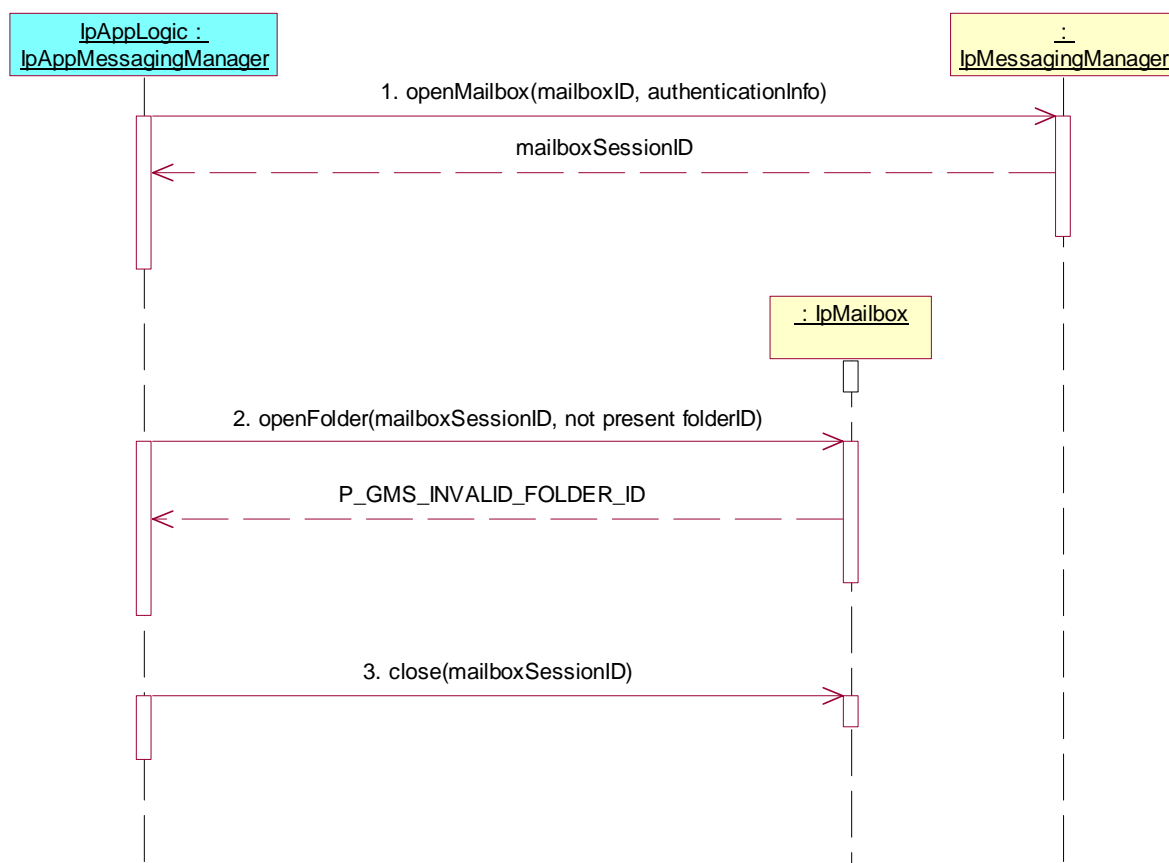 IpAppLogic :
IpAppMessagingManager
:
IpMessagingManager
1. openMailbox(mailboxID, authenticationInfo)
mailboxSessionID
: IpMailbox
2. openFolder(mailboxSessionID, not present folderID)
P_GMS_INVALID_FOLDER_ID
3. close(mailboxSessionID)